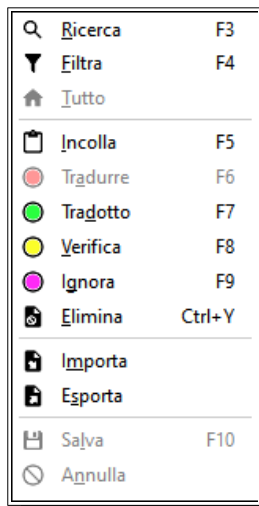 Ricerca F3
Filtra F4
Tutto
Incolla F5
Tradurre F6
Tradotto F7
Verifica F8
Ignora F9
Elimina Ctrl+Y
Importa
Esporta
Salva F10
Annulla